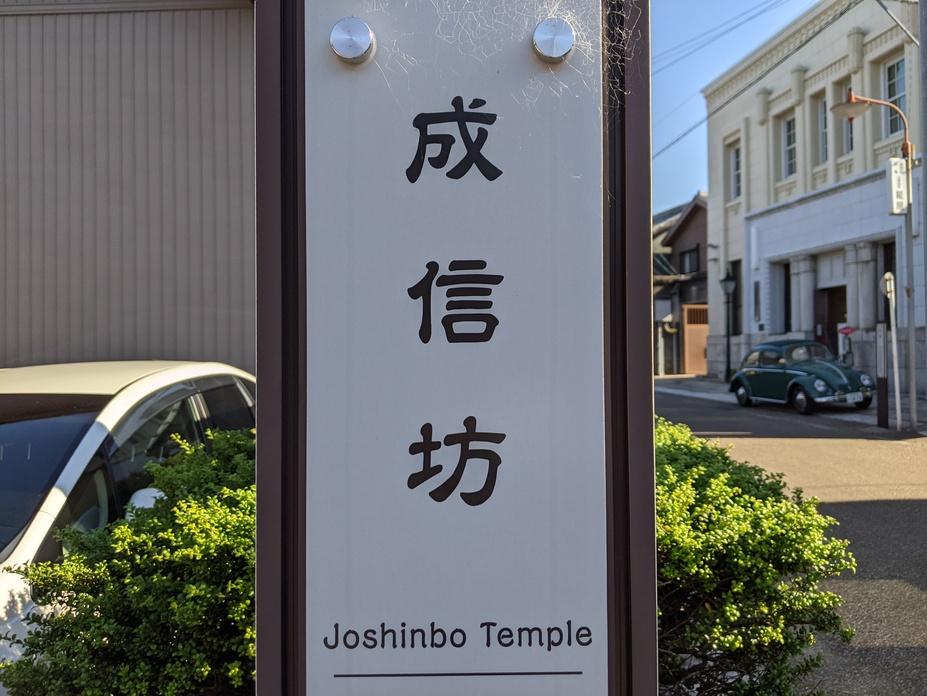 成信坊
Joshinbo Temple